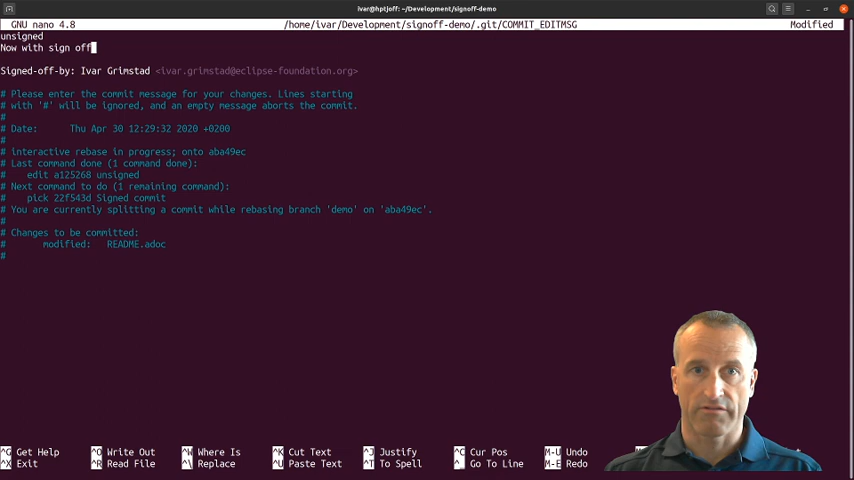 ivar@hptjoff: ~/Development/signoff-demo
GNU nano 4.8 /home/ivar/Development/signoff-demo/.git/COMMIT_EDITMSG Modified
unsigned
Now with sign off
Signed-off-by: Ivar Grimstad <ivar.grimstad@eclipse-foundation.org>
# Please enter the commit message for your changes. Lines starting
# with '#' will be ignored, and an empty message aborts the commit.
#
# Date:      Thu Apr 30 12:29:32 2020 +0200
#
# interactive rebase in progress; onto aba49ec
# Last command done (1 command done):
#    edit a125268 unsigned
# Next command to do (1 remaining command):
#    pick 22f543d Signed commit
# You are currently splitting a commit while rebasing branch 'demo' on 'aba49ec'.
#
# Changes to be committed:
#       modified:   README.adoc
#
^G Get Help ^O Write Out ^W Where Is ^K Cut Text ^J Justify ^C Cur Pos M-U Undo
^X Exit ^R Read File ^\ Replace ^U Paste Text ^T To Spell ^_ Go To Line M-E Redo